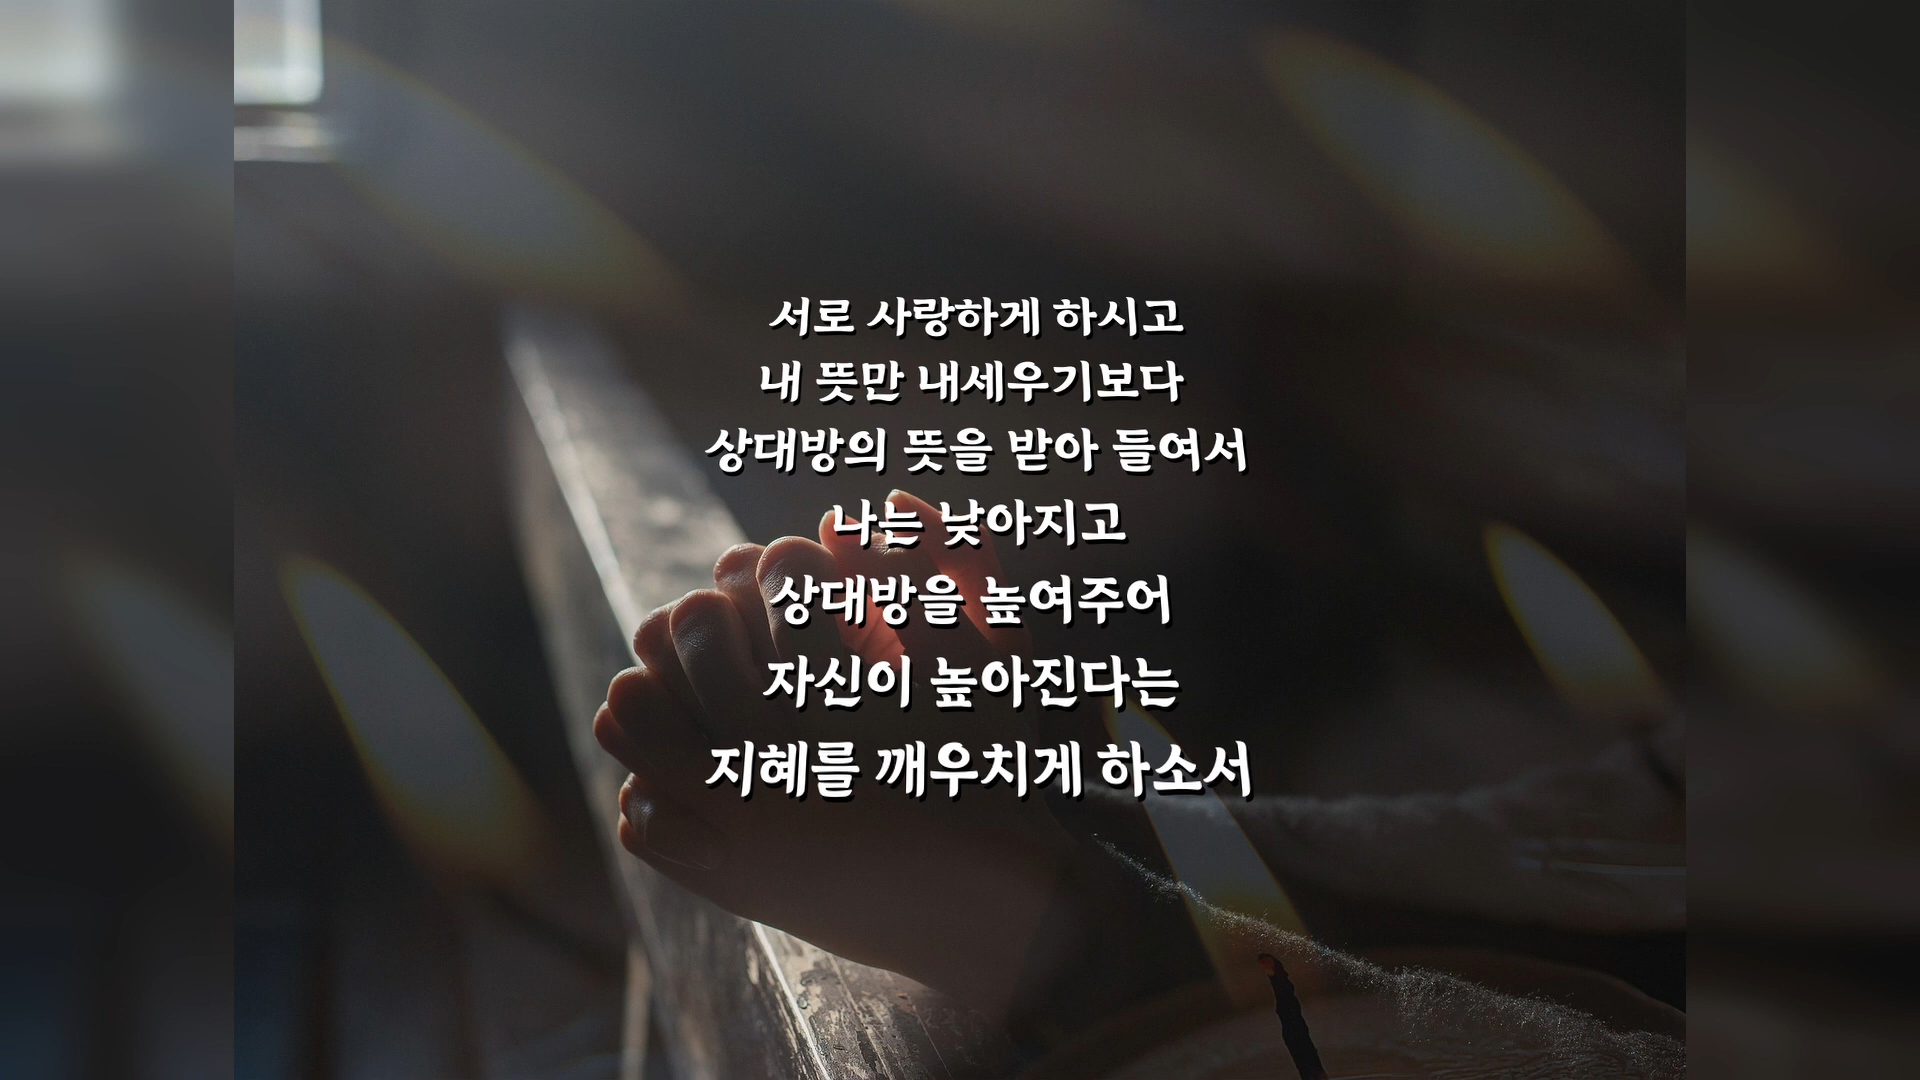 서로 사랑하게 하시고
내 뜻만 내세우기보다
상대방의 뜻을 받아 들여서
나는 낮아지고
상대방을 높여주어
자신이 높아진다는
지혜를 깨우치게 하소서